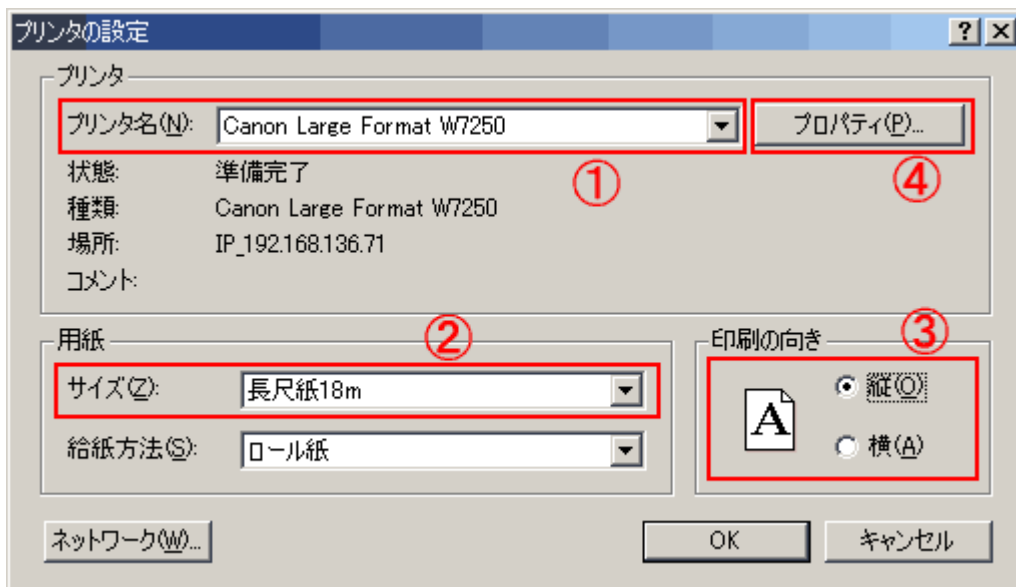 プリンタの設定
プリンタ
プリンタ名(N): Canon Large Format W7250 プロパティ(P)...
① ④
状態: 準備完了
種類: Canon Large Format W7250
場所: IP_192.168.136.71
コメント:
用紙 ②
サイズ(Z): 長尺紙18m
給紙方法(S): ロール紙
印刷の向き ③
A
縦(O)
横(A)
ネットワーク(W)... OK キャンセル